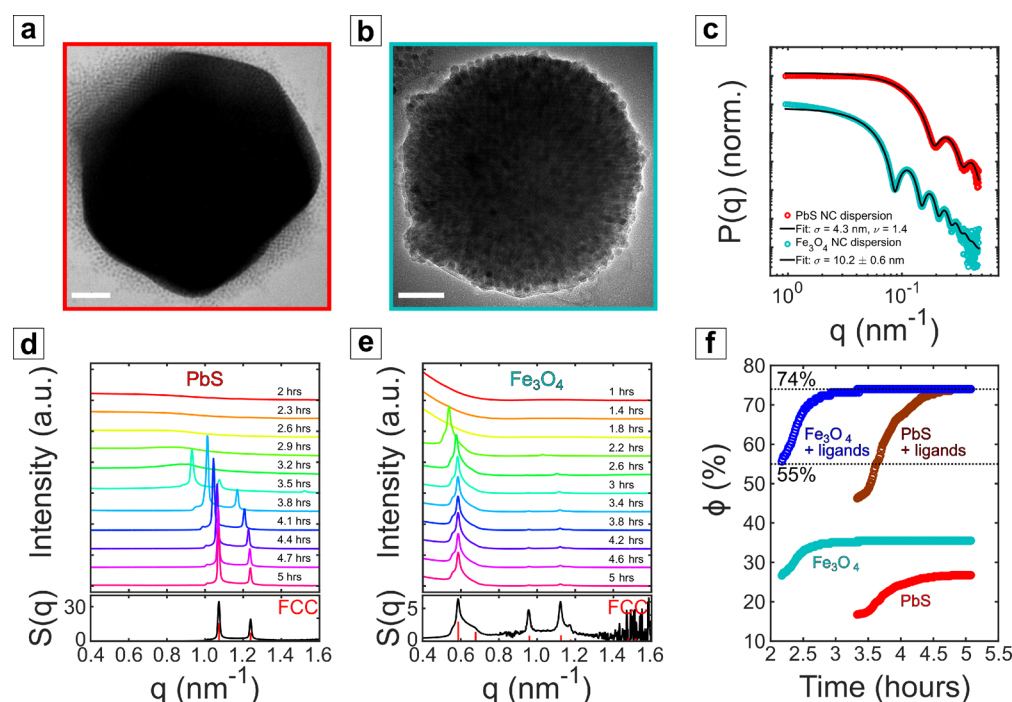 a
b
c
P(q) (norm.)
PbS NC dispersion
Fit: σ = 4.3 nm, ν = 1.4
Fe₃O₄ NC dispersion
Fit: σ = 10.2 ± 0.6 nm
10⁰ 10⁻¹
q (nm⁻¹)
d
Intensity (a.u.)
PbS
2 hrs
2.3 hrs
2.6 hrs
2.9 hrs
3.2 hrs
3.5 hrs
3.8 hrs
4.1 hrs
4.4 hrs
4.7 hrs
5 hrs
S(q)
30
0
FCC
0.4 0.6 0.8 1.0 1.2 1.4 1.6
q (nm⁻¹)
e
Intensity (a.u.)
Fe₃O₄
1 hrs
1.4 hrs
1.8 hrs
2.2 hrs
2.6 hrs
3 hrs
3.4 hrs
3.8 hrs
4.2 hrs
4.6 hrs
5 hrs
S(q)
5
0
FCC
0.4 0.6 0.8 1.0 1.2 1.4 1.6
q (nm⁻¹)
f
ϕ (%)
80
70
60
50
40
30
20
10
74%
55%
Fe₃O₄
+ ligands
PbS
+ ligands
Fe₃O₄
PbS
2 2.5 3 3.5 4 4.5 5 5.5
Time (hours)